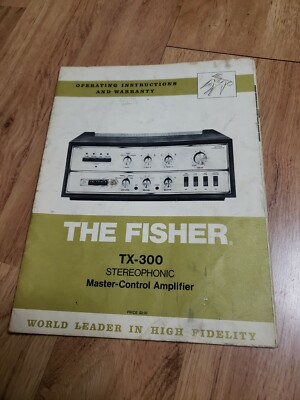 OPERATING INSTRUCTIONS
AND WARRANTY
THE FISHER®
TX-300
STEREOPHONIC
Master-Control Amplifier
WORLD LEADER IN HIGH FIDELITY